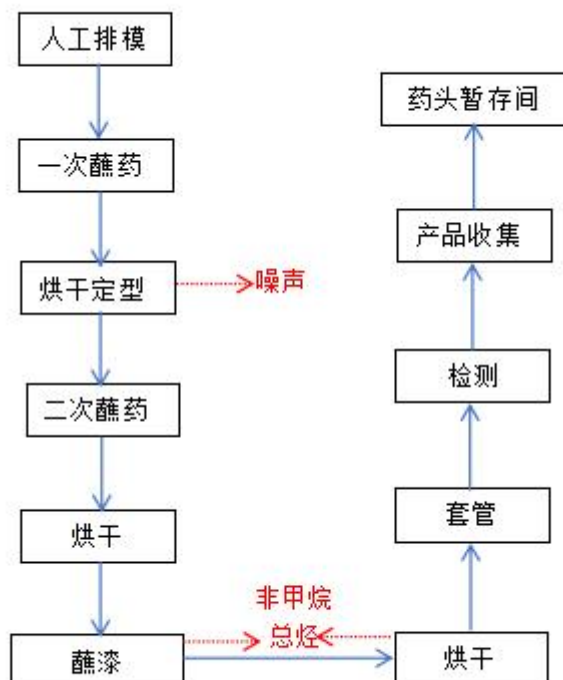 人工排模
一次蘸药
烘干定型
噪声
二次蘸药
烘干
蘸漆
非甲烷
总烃
烘干
套管
检测
产品收集
药头暂存间